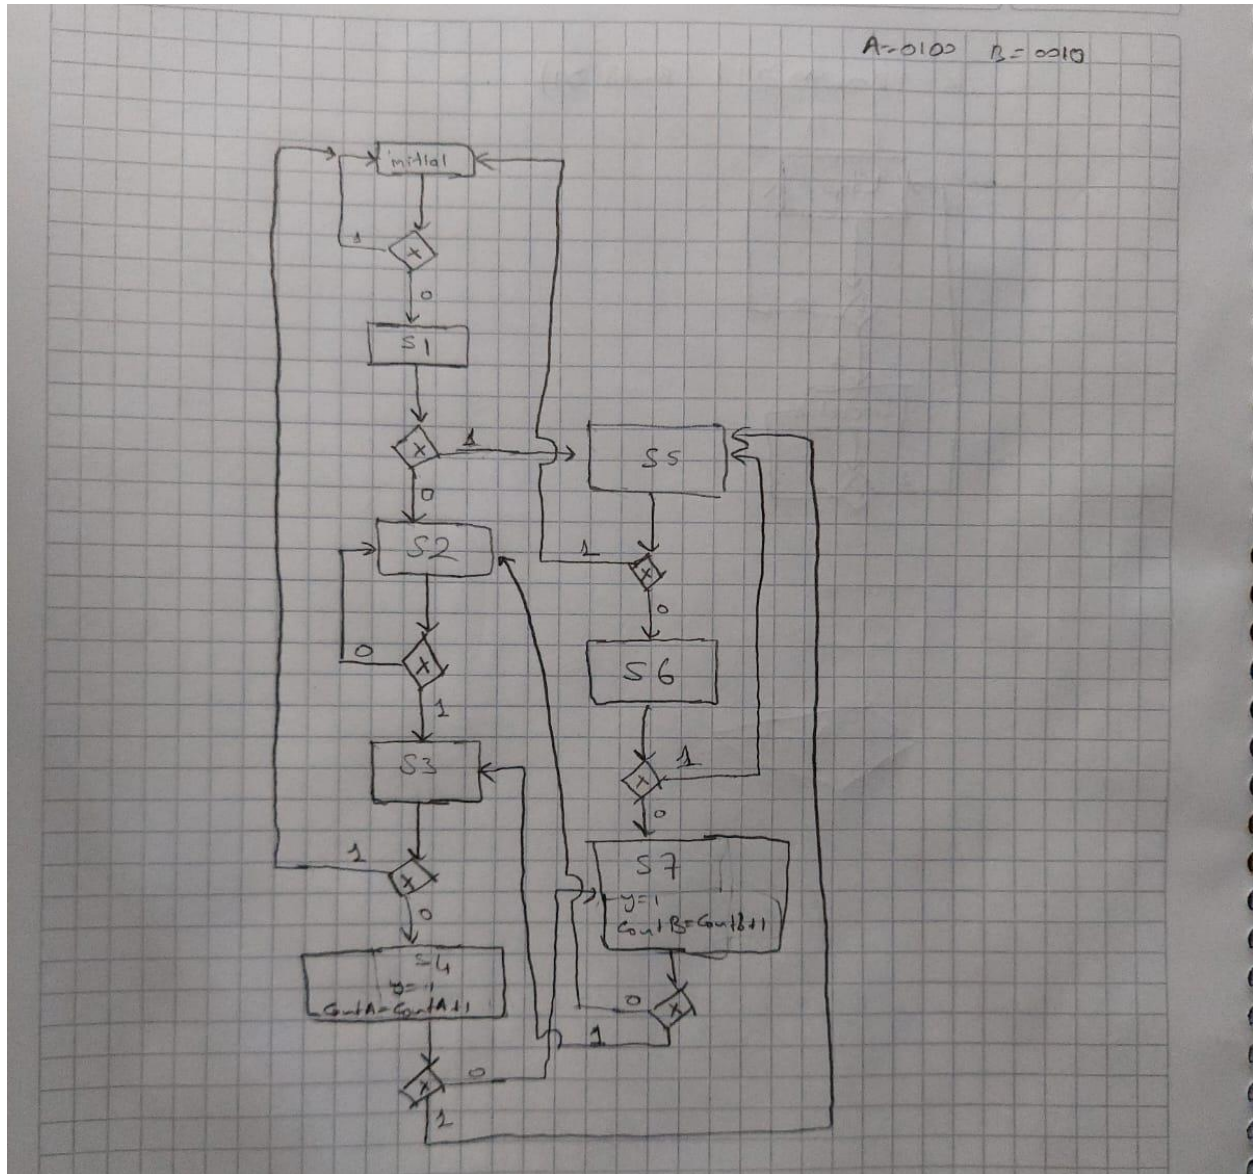 A=0100 B=0010
initial
x
1
0
S1
x
1
0
S2
x
0
1
S3
x
1
0
S4
y=1
countA=countA+1
x
0
1
S5
x
1
0
S6
x
1
0
S7
y=1
countB=countB+1
x
0
1